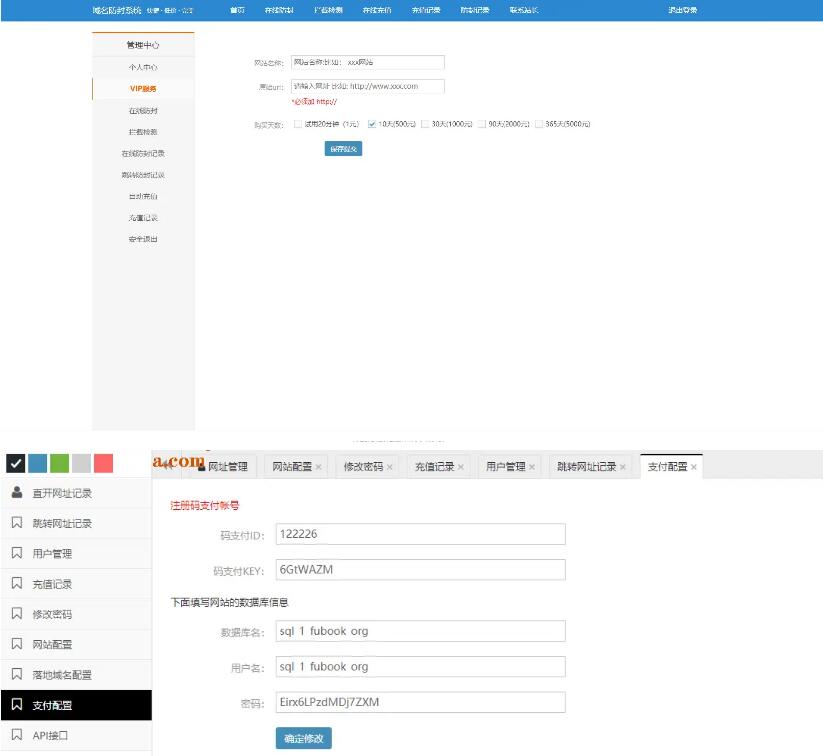 域名防封系统 快捷·低价·完美 首页 在线防封 拦截检测 在线充值 充值记录 防封记录 联系站长 退出登录
管理中心
个人中心
VIP服务
在线防封
拦截检测
在线防封记录
跳转防封记录
自助充值
充值记录
安全退出
网站名称: 网站名称:比如: xxx网站
原始url: 请输入网址 比如: http://www.xxx.com
*必须加 http://
购买天数: 试用20分钟（1元） 10天(500元) 30天(1000元) 90天(2000元) 365天(5000元)
保存提交
a.com
网址管理 网站配置 × 修改密码 × 充值记录 × 用户管理 × 跳转网址记录 × 支付配置 ×
直开网址记录
跳转网址记录
用户管理
充值记录
修改密码
网站配置
落地域名配置
支付配置
API接口
注册码支付帐号
码支付ID: 122226
码支付KEY: 6GtWAZM
下面填写网站的数据库信息
数据库名: sql_1_fubook_org
用户名: sql_1_fubook_org
密码: Eirx6LPzdMDj7ZXM
确定修改